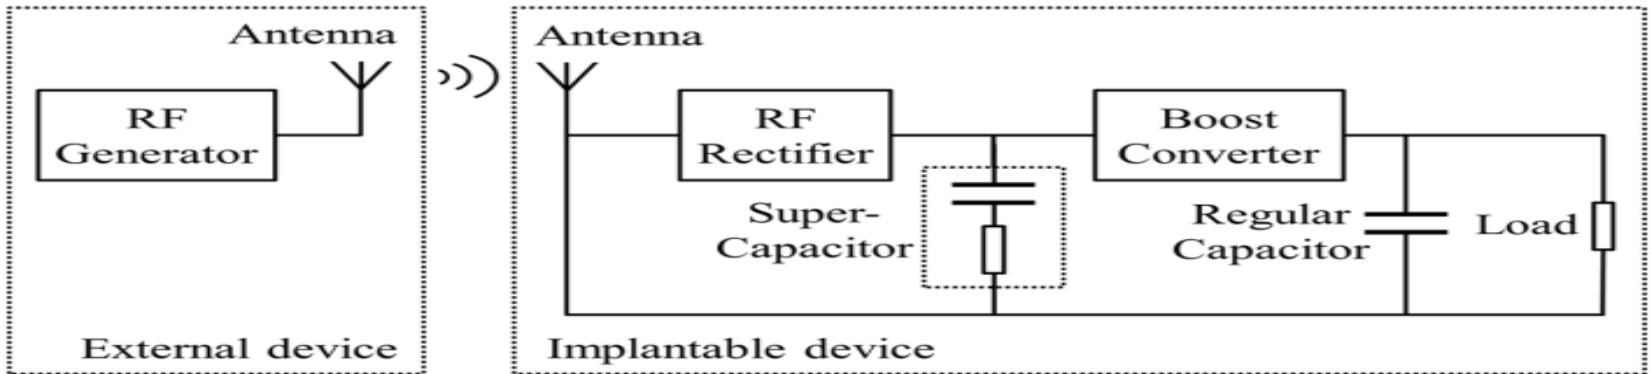 Antenna
RF
Generator
External device
Antenna
RF
Rectifier
Super-
Capacitor
Boost
Converter
Regular
Capacitor
Load
Implantable device